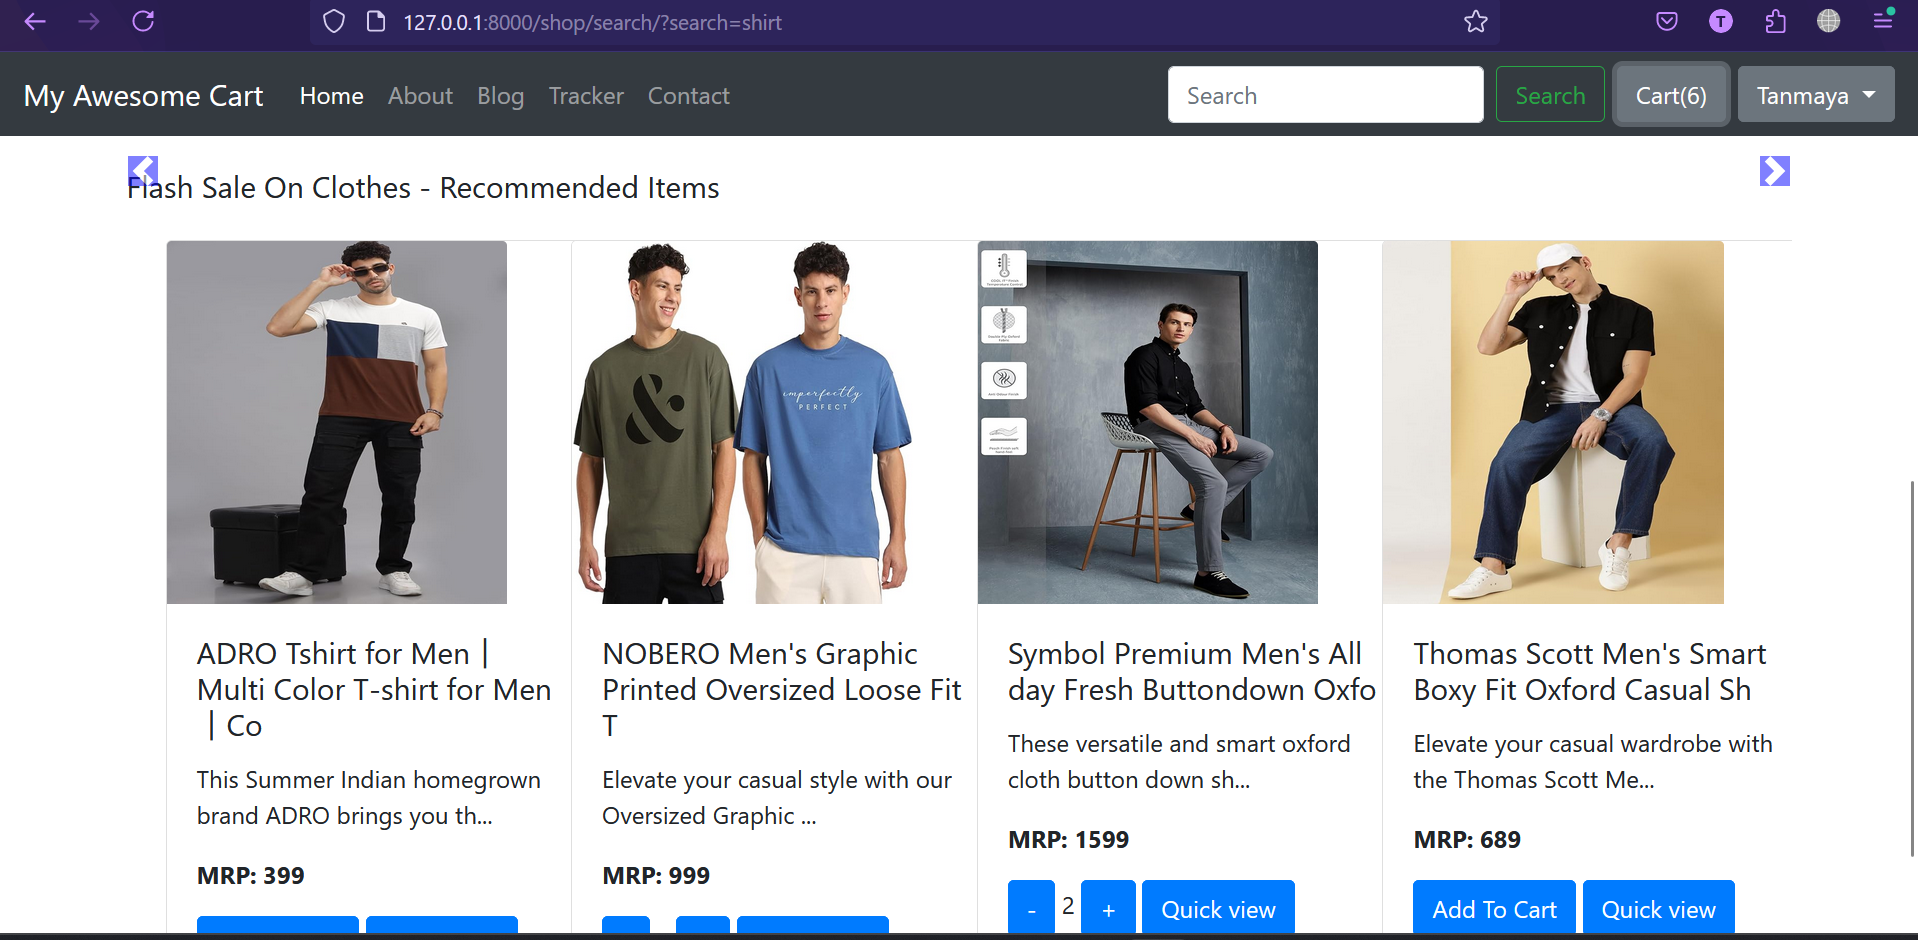 127.0.0.1:8000/shop/search/?search=shirt
T
My Awesome Cart Home About Blog Tracker Contact Search Search Cart(6) Tanmaya
Flash Sale On Clothes - Recommended Items
&
imperfectly
PERFECT
ADRO Tshirt for Men |
Multi Color T-shirt for Men
| Co
This Summer Indian homegrown
brand ADRO brings you th...
MRP: 399
NOBERO Men's Graphic
Printed Oversized Loose Fit
T
Elevate your casual style with our
Oversized Graphic ...
MRP: 999
Symbol Premium Men's All
day Fresh Buttondown Oxfo
These versatile and smart oxford
cloth button down sh...
MRP: 1599
- 2 + Quick view
Thomas Scott Men's Smart
Boxy Fit Oxford Casual Sh
Elevate your casual wardrobe with
the Thomas Scott Me...
MRP: 689
Add To Cart Quick view